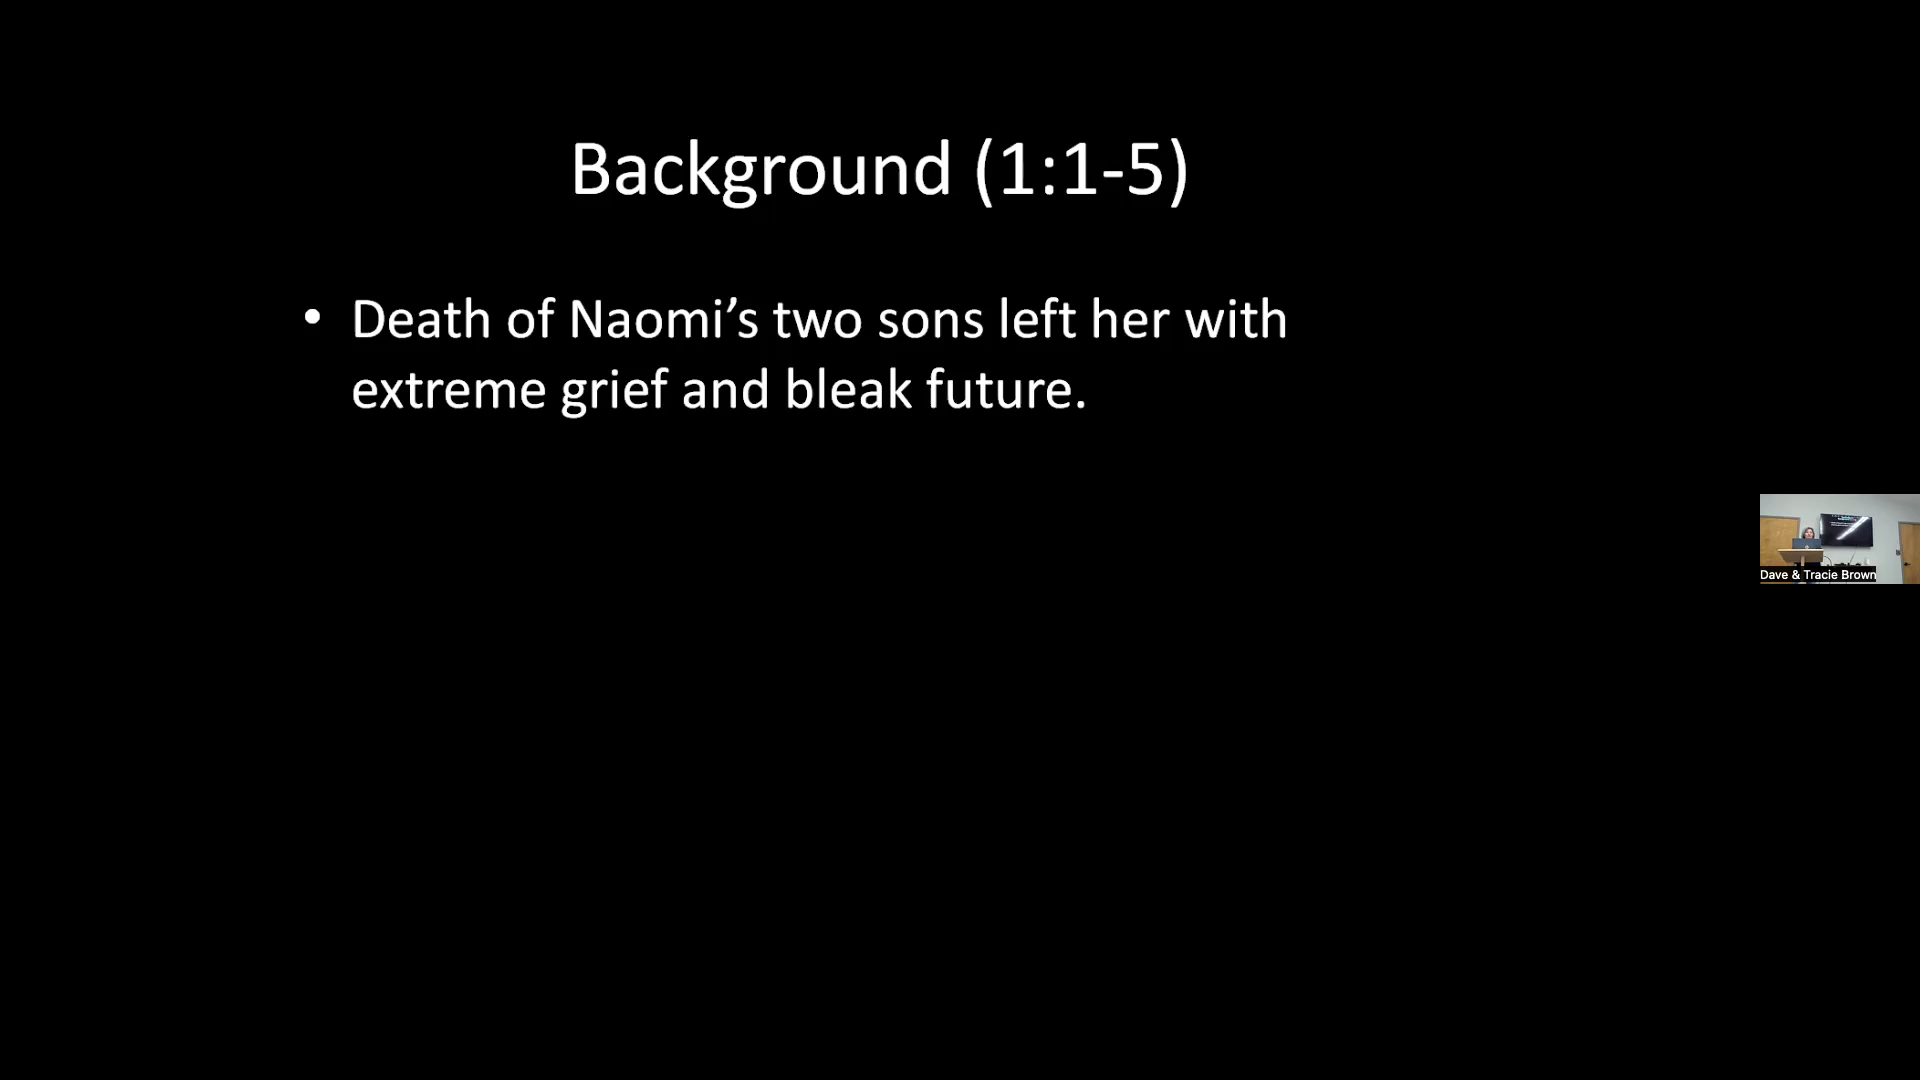 Background (1:1-5)
• Death of Naomi’s two sons left her with
extreme grief and bleak future.
Dave & Tracie Brown